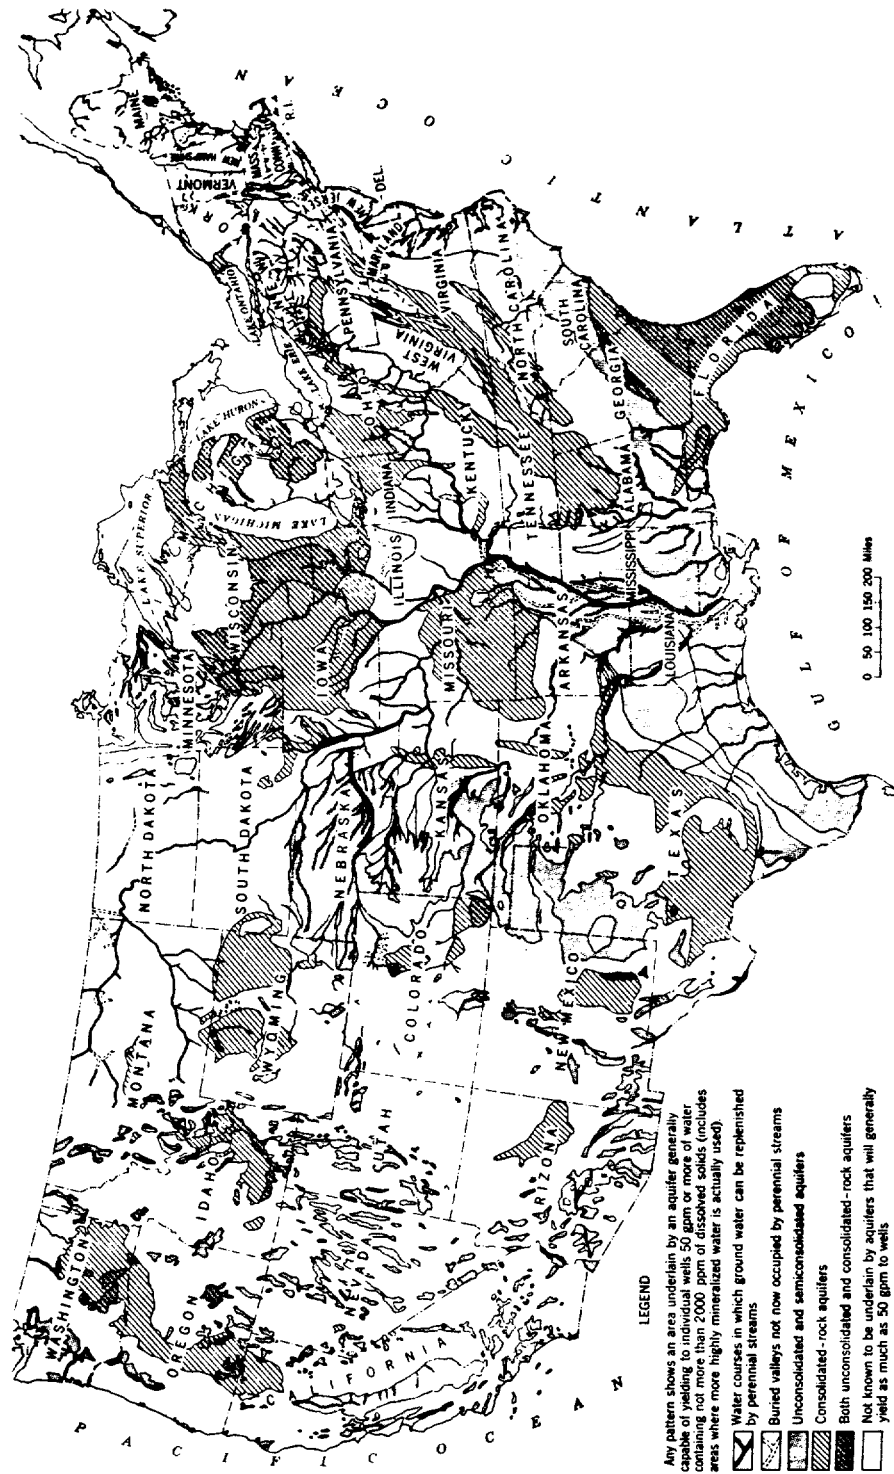 WASHINGTON
OREGON
CALIFORNIA
IDAHO
NEVADA
MONTANA
WYOMING
UTAH
ARIZONA
COLORADO
NEW MEXICO
NORTH DAKOTA
SOUTH DAKOTA
NEBRASKA
KANSAS
OKLAHOMA
TEXAS
MINNESOTA
IOWA
MISSOURI
ARKANSAS
LOUISIANA
WISCONSIN
ILLINOIS
MISSISSIPPI
INDIANA
KENTUCKY
TENNESSEE
ALABAMA
OHIO
WEST
VIRGINIA
VIRGINIA
NORTH CAROLINA
SOUTH
CAROLINA
GEORGIA
FLORIDA
PENNSYLVANIA
MARYLAND
DEL.
NEW
JERSEY
CONN.
R.I.
MASS.
VERMONT
NEW HAMPSHIRE
MAINE
LAKE SUPERIOR
LAKE MICHIGAN
LAKE HURON
LAKE ERIE
LAKE ONTARIO
PACIFIC OCEAN
ATLANTIC OCEAN
GULF OF MEXICO
0 50 100 150 200 Miles
LEGEND
Any pattern shows an area underlain by an aquifer generally
capable of yielding to individual wells 50 gpm or more of water
containing not more than 2000 ppm of dissolved solids (includes
areas where more highly mineralized water is actually used).
Water courses in which ground water can be replenished
by perennial streams
Buried valleys not now occupied by perennial streams
Unconsolidated and semiconsolidated aquifers
Consolidated-rock aquifers
Both unconsolidated and consolidated-rock aquifers
Not known to be underlain by aquifers that will generally
yield as much as 50 gpm to wells